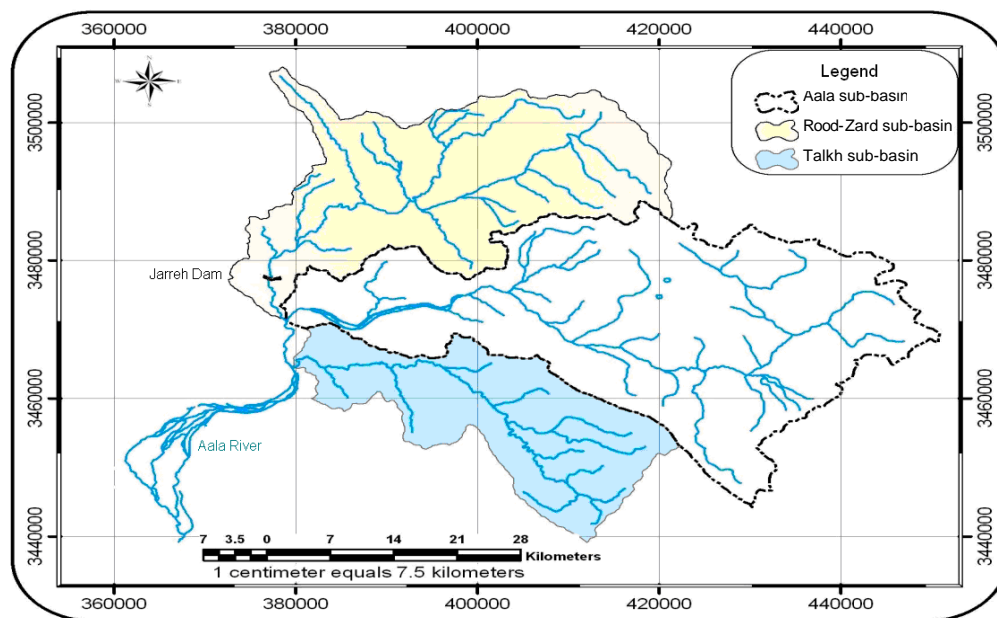 360000 380000 400000 420000 440000
Legend
Aala sub-basin
Rood-Zard sub-basin
Talkh sub-basin
3500000 3500000
3480000 3480000
Jarreh Dam
3460000 3460000
Aala River
3440000 3440000
7 3.5 0 7 14 21 28
Kilometers
1 centimeter equals 7.5 kilometers
360000 380000 400000 420000 440000